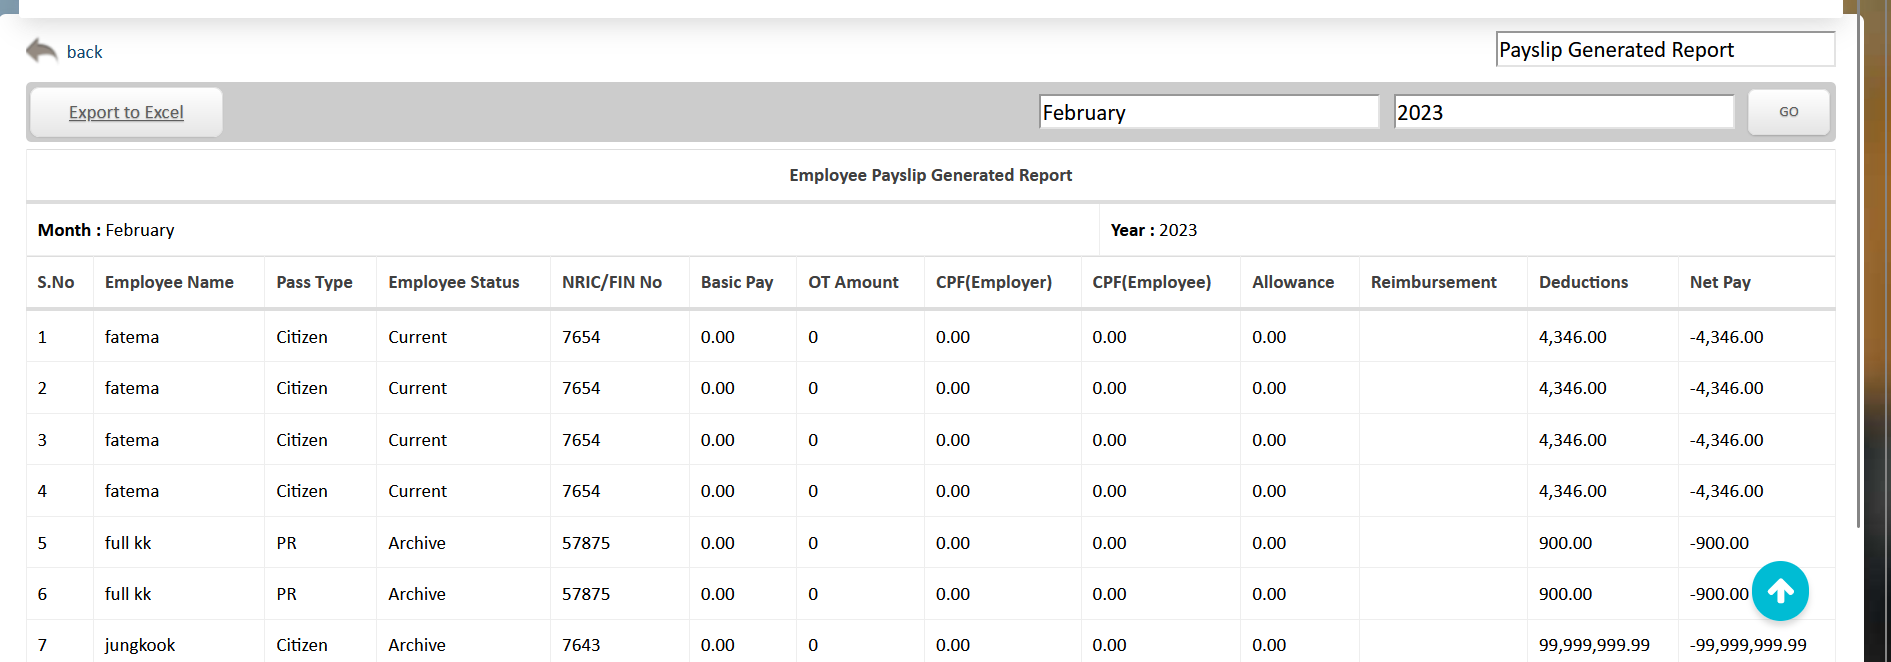 back
Payslip Generated Report
Export to Excel February 2023 GO
Employee Payslip Generated Report
Month : February Year : 2023
S.No Employee Name Pass Type Employee Status NRIC/FIN No Basic Pay OT Amount CPF(Employer) CPF(Employee) Allowance Reimbursement Deductions Net Pay
1 fatema Citizen Current 7654 0.00 0 0.00 0.00 0.00 4,346.00 -4,346.00
2 fatema Citizen Current 7654 0.00 0 0.00 0.00 0.00 4,346.00 -4,346.00
3 fatema Citizen Current 7654 0.00 0 0.00 0.00 0.00 4,346.00 -4,346.00
4 fatema Citizen Current 7654 0.00 0 0.00 0.00 0.00 4,346.00 -4,346.00
5 full kk PR Archive 57875 0.00 0 0.00 0.00 0.00 900.00 -900.00
6 full kk PR Archive 57875 0.00 0 0.00 0.00 0.00 900.00 -900.00
7 jungkook Citizen Archive 7643 0.00 0 0.00 0.00 0.00 99,999,999.99 -99,999,999.99